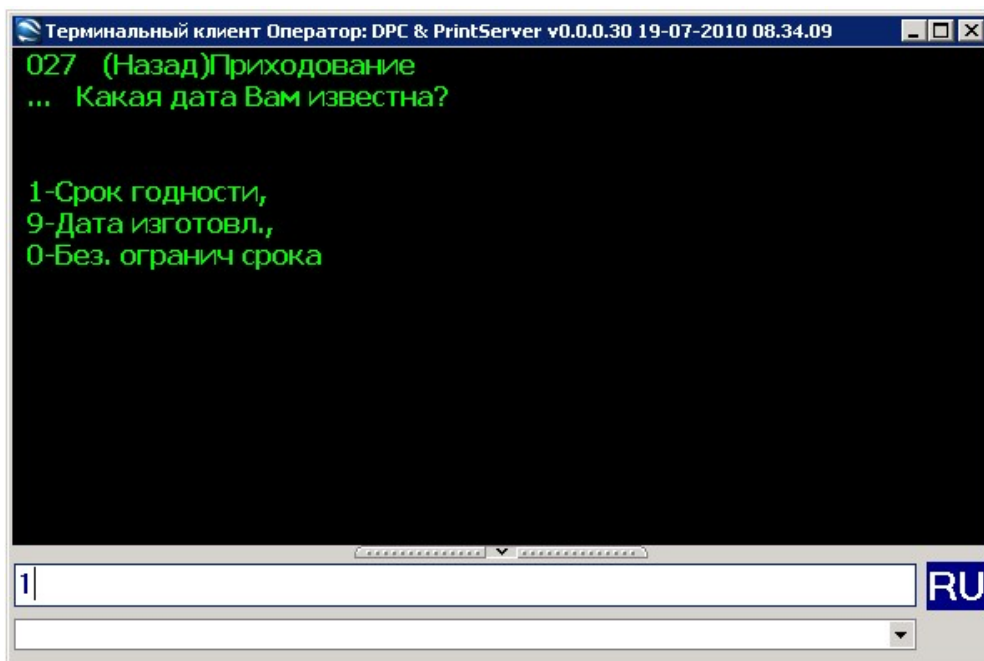 Терминальный клиент Оператор: DPC & PrintServer v0.0.0.30 19-07-2010 08.34.09
027 (Назад)Приходование
... Какая дата Вам известна?
1-Срок годности,
9-Дата изготовл.,
0-Без. огранич срока
1
RU